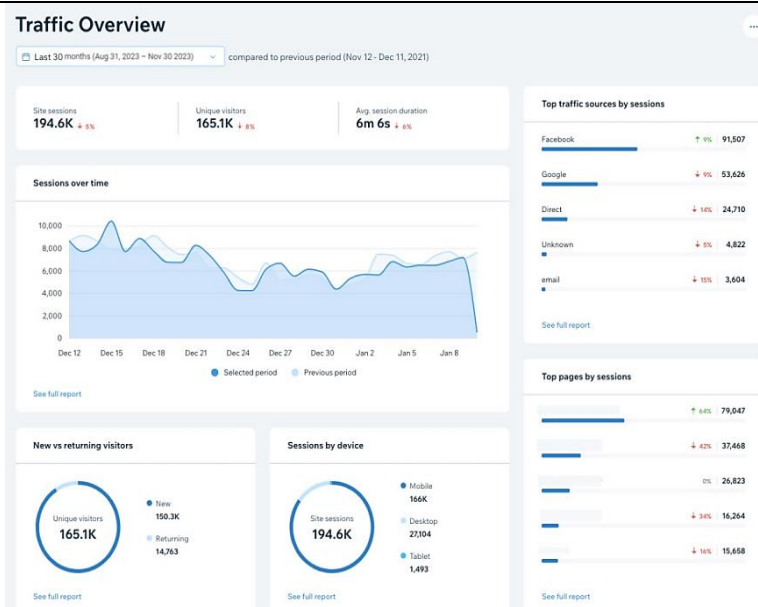 Traffic Overview
Last 30 months (Aug 31, 2023 – Nov 30 2023)
compared to previous period (Nov 12 - Dec 11, 2021)
Site sessions
194.6K ↓ 5%
Unique visitors
165.1K ↓ 8%
Avg. session duration
6m 6s ↓ 6%
Sessions over time
10,000
8,000
6,000
4,000
2,000
0
Dec 12 Dec 15 Dec 18 Dec 21 Dec 24 Dec 27 Dec 30 Jan 2 Jan 5 Jan 8
Selected period Previous period
See full report
New vs returning visitors
Unique visitors
165.1K
New
150.3K
Returning
14,763
See full report
Sessions by device
Site sessions
194.6K
Mobile
166K
Desktop
27,104
Tablet
1,493
See full report
Top traffic sources by sessions
Facebook ↑ 9% 91,507
Google ↓ 9% 53,626
Direct ↓ 14% 24,710
Unknown ↓ 5% 4,822
email ↓ 15% 3,604
See full report
Top pages by sessions
↑ 64% 79,047
↓ 42% 37,468
0% 26,823
↓ 34% 16,264
↓ 16% 15,658
See full report